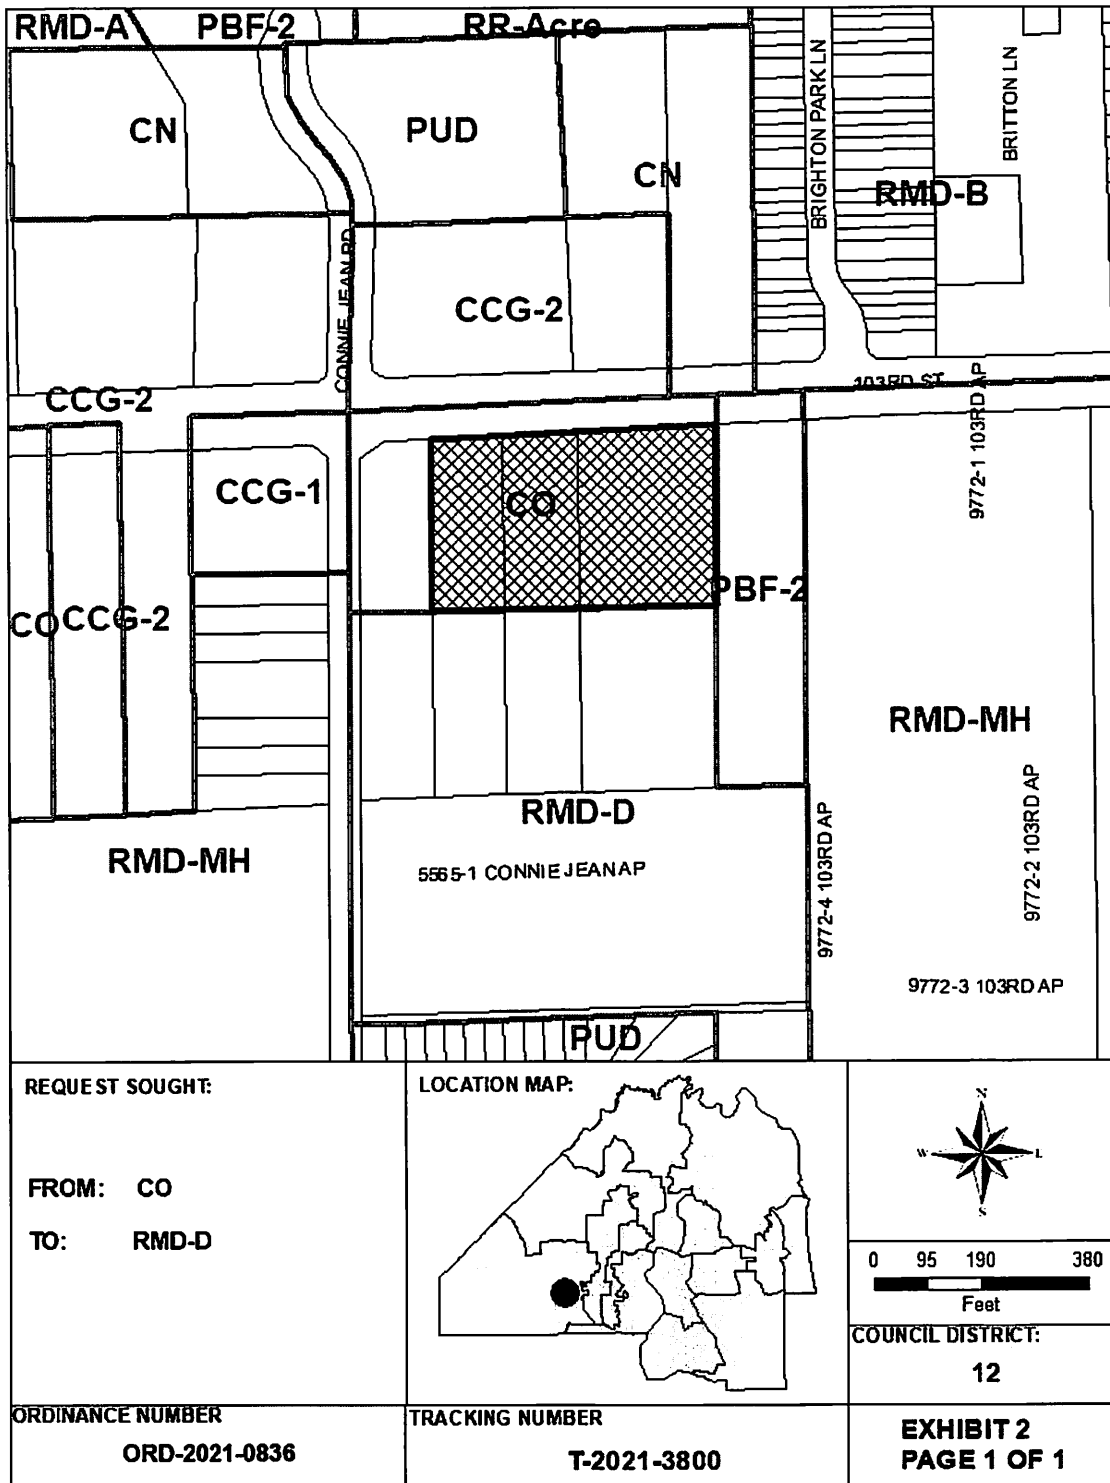 RMD-A
PBF-2
RR-Acre
CN
PUD
CN
BRIGHTON PARK LN
BRITTON LN
RMD-B
CONNIE JEAN RD
CCG-2
CCG-2
103RD ST
9772-1 103RD AP
CCG-1
CO
PBF-2
CO
CCG-2
RMD-MH
RMD-D
RMD-MH
5565-1 CONNIE JEAN AP
9772-4 103RD AP
9772-2 103RD AP
9772-3 103RD AP
PUD
REQUEST SOUGHT:
FROM: CO
TO: RMD-D
LOCATION MAP:
N
W
S
0 95 190 380
Feet
COUNCIL DISTRICT:
12
ORDINANCE NUMBER
ORD-2021-0836
TRACKING NUMBER
T-2021-3800
EXHIBIT 2
PAGE 1 OF 1